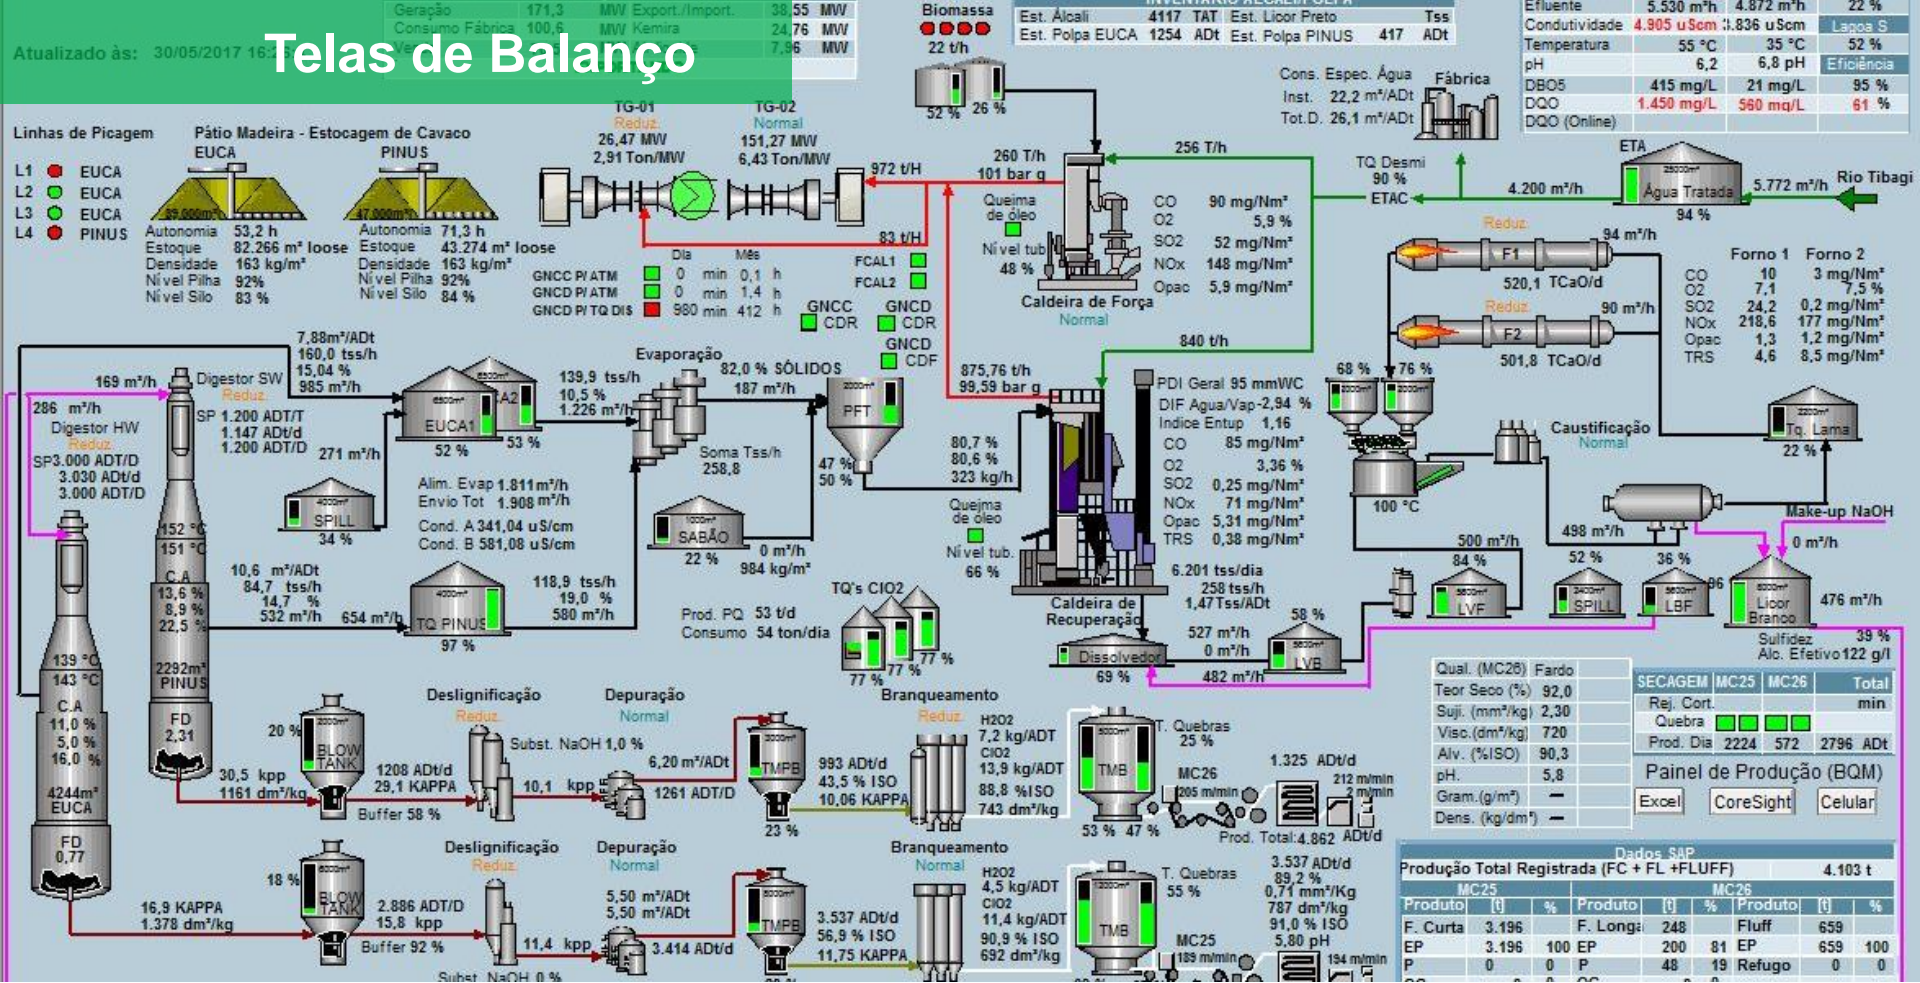 Telas de Balanço
Geração 171,3 MW Export./Import. 38,55 MW
Consumo Fábrica 100,6 MW Kemira 24,76 MW
7,96 MW
Atualizado às: 30/05/2017 16:2
Biomassa
22 t/h
52 % 26 %
INVENTÁRIO ÁLCALI/POLPA
Est. Álcali 4117 TAT Est. Licor Preto Tss
Est. Polpa EUCA 1254 ADt Est. Polpa PINUS 417 ADt
Efluente 5.530 m³h 4.872 m³h 22 %
Condutividade 4.905 uScm 3.836 uScm Lagoa S
Temperatura 55 °C 35 °C 52 %
pH 6,2 6,8 pH Eficiência
DBO5 415 mg/L 21 mg/L 95 %
DQO 1.450 mg/L 560 mg/L 61 %
DQO (Online)
Cons. Espec. Água
Inst. 22,2 m³/ADt
Tot.D. 26,1 m³/ADt
Fábrica
Linhas de Picagem
L1 EUCA
L2 EUCA
L3 EUCA
L4 PINUS
Pátio Madeira - Estocagem de Cavaco
EUCA PINUS
89.000m³ 47.000m³
Autonomia 53,2 h Autonomia 71,3 h
Estoque 82.266 m³ loose Estoque 43.274 m³ loose
Densidade 163 kg/m³ Densidade 163 kg/m³
Nível Pilha 92% Nível Pilha 92%
Nível Silo 83 % Nível Silo 84 %
TG-01 TG-02
Reduz. Normal
26,47 MW 151,27 MW
2,91 Ton/MW 6,43 Ton/MW
972 t/H
83 t/H
Dia Mês
GNCC P/ ATM 0 min 0,1 h
GNCD P/ ATM 0 min 1,4 h
GNCD P/ TQ DIS 980 min 412 h
FCAL1
FCAL2
GNCC CDR
GNCD CDR
GNCD CDF
260 T/h
101 bar g
256 T/h
Queima de óleo
Nível tub
48 %
CO 90 mg/Nm³
O2 5,9 %
SO2 52 mg/Nm³
NOx 148 mg/Nm³
Opac 5,9 mg/Nm³
Caldeira de Força
Normal
840 t/h
TQ Desmi
90 %
ETAC
4.200 m³/h
ETA
25000m³
Água Tratada
94 %
5.772 m³/h
Rio Tibagi
Reduz.
F1
94 m³/h
520,1 TCaO/d
Reduz.
F2
90 m³/h
501,8 TCaO/d
Forno 1 Forno 2
CO 10 3 mg/Nm³
O2 7,1 7,5 %
SO2 24,2 0,2 mg/Nm³
NOx 218,6 177 mg/Nm³
Opac 1,3 1,2 mg/Nm³
TRS 4,6 8,5 mg/Nm³
169 m³/h
286 m³/h
Digestor SW
Reduz.
SP 1.200 ADT/T
1.147 ADt/d
1.200 ADT/D
Digestor HW
Reduz.
SP3.000 ADT/D
3.030 ADt/d
3.000 ADT/D
7,88m³/ADt
160,0 tss/h
15,04 %
985 m³/h
6500m³
EUCA1
52 %
6500m³
CA2
53 %
271 m³/h
4000m³
SPILL
34 %
139,9 tss/h
10,5 %
1.226 m³/h
Evaporação
82,0 % SÓLIDOS
187 m³/h
Soma Tss/h
258,8
Alim. Evap 1.811m³/h
Envio Tot 1.908 m³/h
Cond. A 341,04 uS/cm
Cond. B 581,08 uS/cm
1000m³
SABÃO
22 %
0 m³/h
984 kg/m³
2000m³
PFT
47 %
50 %
875,76 t/h
99,59 bar g
80,7 %
80,6 %
323 kg/h
Queima de óleo
Nível tub.
66 %
PDI Geral 95 mmWC
DIF Agua/Vap -2,94 %
Indice Entup 1,16
CO 85 mg/Nm³
O2 3,36 %
SO2 0,25 mg/Nm³
NOx 71 mg/Nm³
Opac 5,31 mg/Nm³
TRS 0,38 mg/Nm³
6.201 tss/dia
258 tss/h
1,47Tss/ADt
Caldeira de Recuperação
68 % 76 %
100 °C
Caustificação
Normal
2200m³
Tq. Lama
22 %
Make-up NaOH
0 m³/h
498 m³/h
500 m³/h
84 %
LVF
52 %
SPILL
36 %
LBF
96
Licor Branco
476 m³/h
Sulfidez 39 %
Alc. Efetivo 122 g/l
58 %
LVB
527 m³/h
0 m³/h
482 m³/h
Dissolvedor
69 %
152 °C
151 °C
C.A
13,6 %
8,9 %
22,5 %
2292m³
PINUS
FD
2,31
139 °C
143 °C
C.A
11,0 %
5,0 %
16,0 %
4244m³
EUCA
FD
0,77
10,6 m³/ADt
84,7 tss/h
14,7 %
532 m³/h
654 m³/h
4000m³
TQ PINUS
97 %
118,9 tss/h
19,0 %
580 m³/h
Prod. PQ 53 t/d
Consumo 54 ton/dia
TQ's ClO2
77 % 77 % 77 %
Deslignificação
Reduz.
Depuração
Normal
Branqueamento
Reduz.
20 %
2000m³
BLOW TANK
30,5 kpp
1161 dm³/kg
1208 ADt/d
29,1 KAPPA
Buffer 58 %
Subst. NaOH 1,0 %
10,1 kpp
6,20 m³/ADt
1261 ADT/D
TMPB
23 %
993 ADt/d
43,5 % ISO
10,06 KAPPA
H2O2
7,2 kg/ADT
ClO2
13,9 kg/ADT
88,8 %ISO
743 dm³/kg
5000m³
TMB
53 % 47 %
T. Quebras
25 %
MC26
205 m/min
1.325 ADt/d
212 m/min
2 m/min
Prod. Total:4.862 ADt/d
Deslignificação
Reduz.
Depuração
Normal
Branqueamento
Normal
18 %
BLOW TANK
16,9 KAPPA
1.378 dm³/kg
2.886 ADT/D
15,8 kpp
Buffer 92 %
Subst. NaOH 0 %
11,4 kpp
5,50 m³/ADt
5,50 m³/ADt
3.414 ADt/d
TMPB
3.537 ADt/d
56,9 % ISO
11,75 KAPPA
H2O2
4,5 kg/ADT
ClO2
11,4 kg/ADT
90,9 % ISO
692 dm³/kg
12000m³
TMB
T. Quebras
55 %
MC25
189 m/min
3.537 ADt/d
89,2 %
0,71 mm²/Kg
787 dm³/kg
91,0 % ISO
5,80 pH
194 m/min
Qual. (MC26) Fardo
Teor Seco (%) 92,0
Suji. (mm²/kg) 2,30
Visc.(dm³/kg) 720
Alv. (%ISO) 90,3
pH. 5,8
Gram.(g/m²) —
Dens. (kg/dm³) —
SECAGEM MC25 MC26 Total
Rej. Cort. min
Quebra
Prod. Dia 2224 572 2796 ADt
Painel de Produção (BQM)
Excel CoreSight Celular
Dados SAP
Produção Total Registrada (FC + FL +FLUFF) 4.103 t
MC25 MC26
Produto [t] % Produto [t] % Produto [t] %
F. Curta 3.196 F. Longa 248 Fluff 659
EP 3.196 100 EP 200 81 EP 659 100
P 0 0 P 48 19 Refugo 0 0